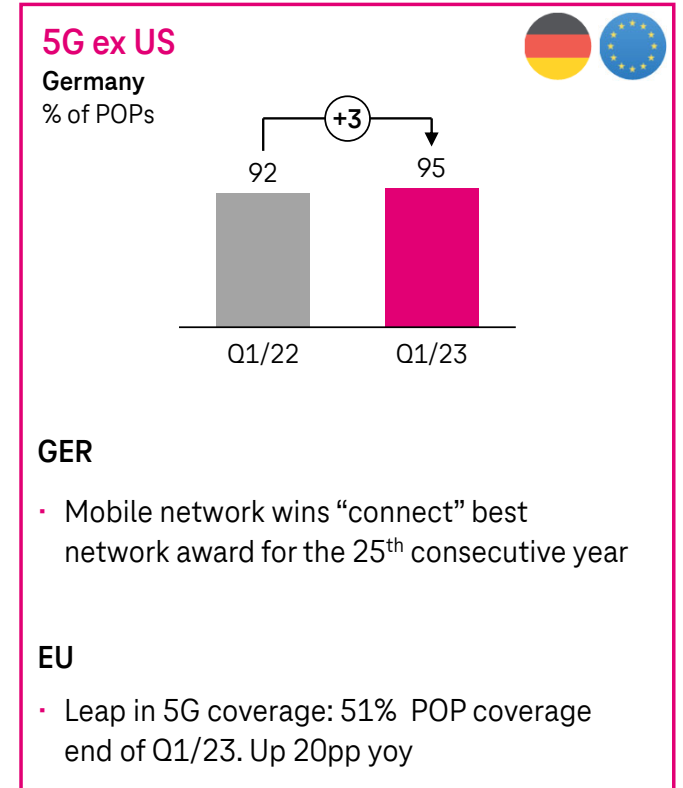 5G ex US
Germany
% of POPs
+3
92
95
Q1/22
Q1/23
GER
· Mobile network wins “connect” best
network award for the 25th consecutive year
EU
· Leap in 5G coverage: 51% POP coverage
end of Q1/23. Up 20pp yoy